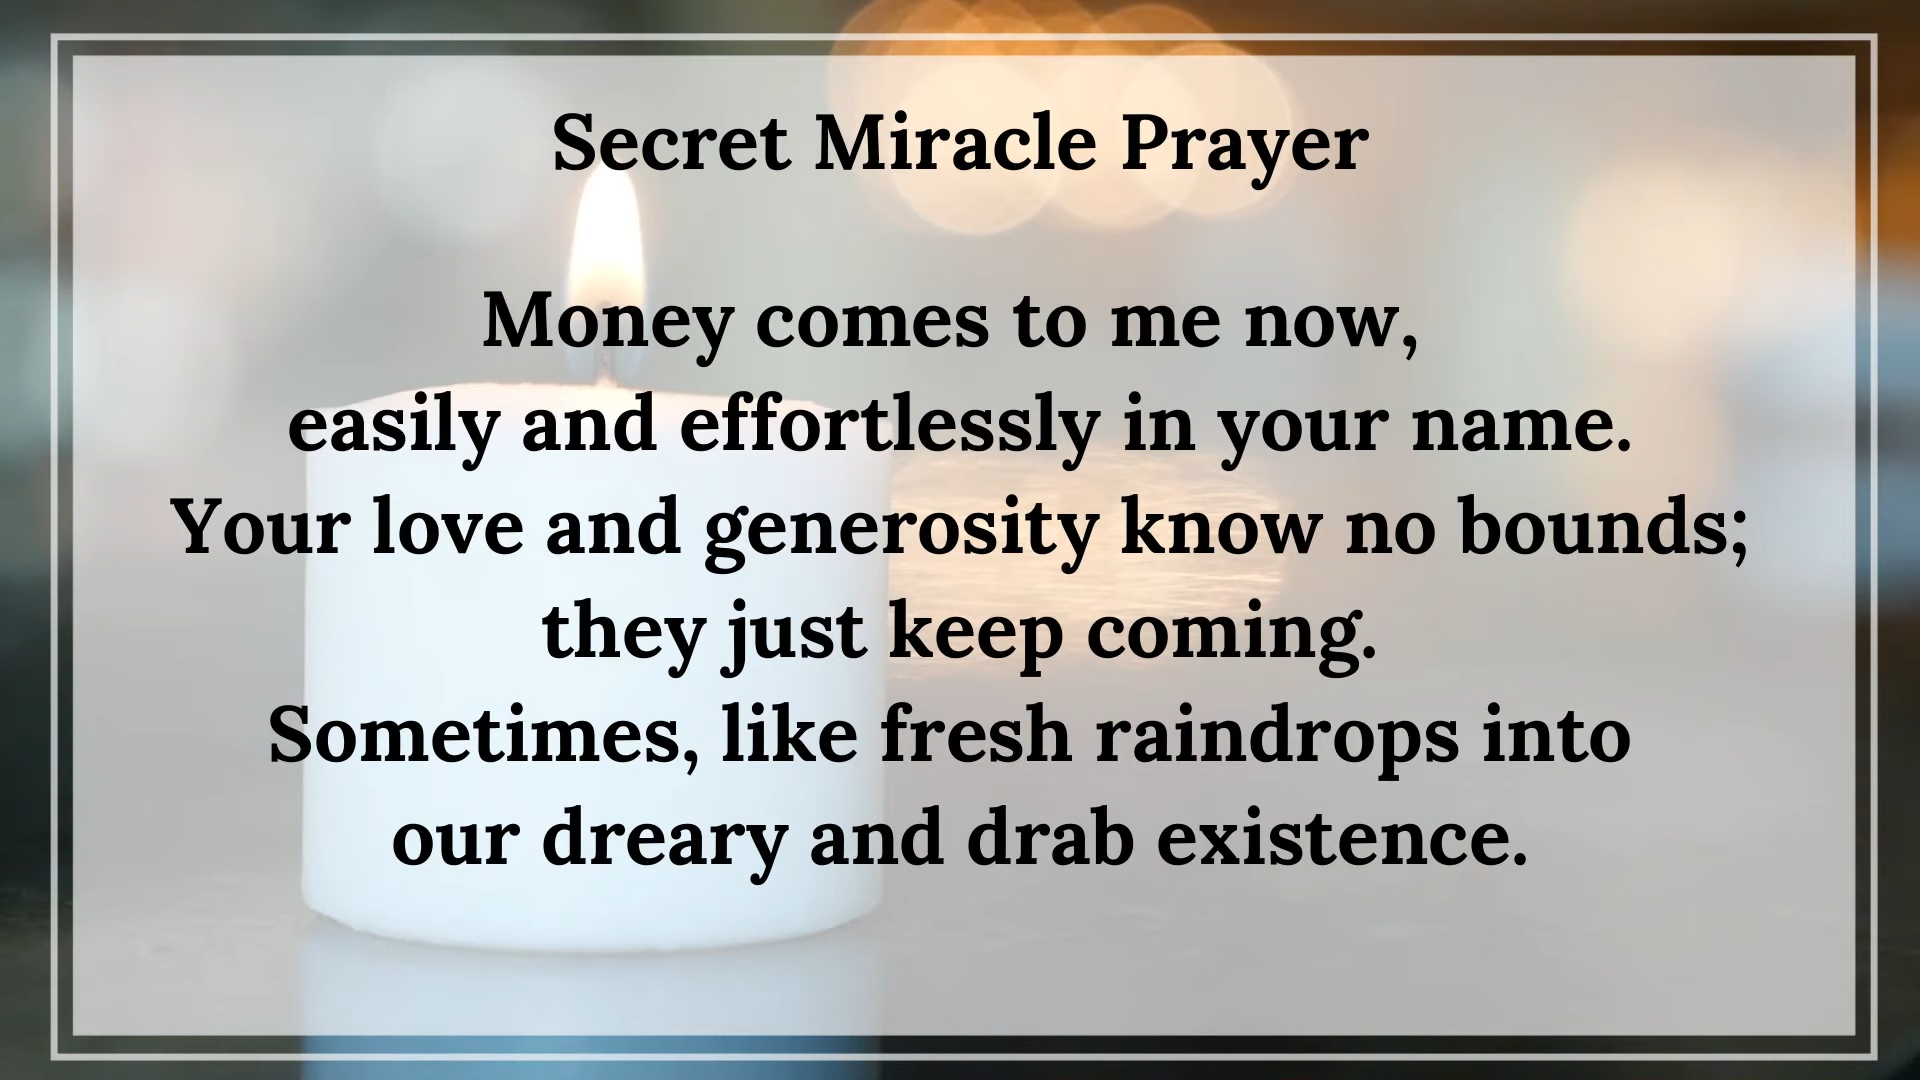 Secret Miracle Prayer
Money comes to me now,
easily and effortlessly in your name.
Your love and generosity know no bounds;
they just keep coming.
Sometimes, like fresh raindrops into
our dreary and drab existence.